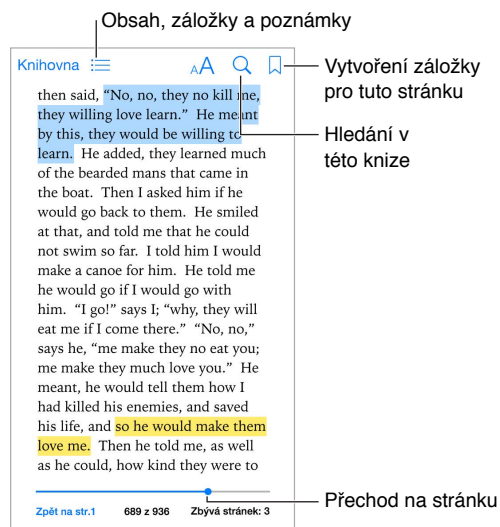 Obsah, záložky a poznámky
Knihovna
AA
Vytvoření záložky
pro tuto stránku
Hledání v
této knize
then said, “No, no, they no kill me,
they willing love learn.” He meant
by this, they would be willing to
learn. He added, they learned much
of the bearded mans that came in
the boat. Then I asked him if he
would go back to them. He smiled
at that, and told me that he could
not swim so far. I told him I would
make a canoe for him. He told me
he would go if I would go with
him. “I go!” says I; “why, they will
eat me if I come there.” “No, no,”
says he, “me make they no eat you;
me make they much love you.” He
meant, he would tell them how I
had killed his enemies, and saved
his life, and so he would make them
love me. Then he told me, as well
as he could, how kind they were to
Přechod na stránku
Zpět na str.1 689 z 936 Zbývá stránek: 3